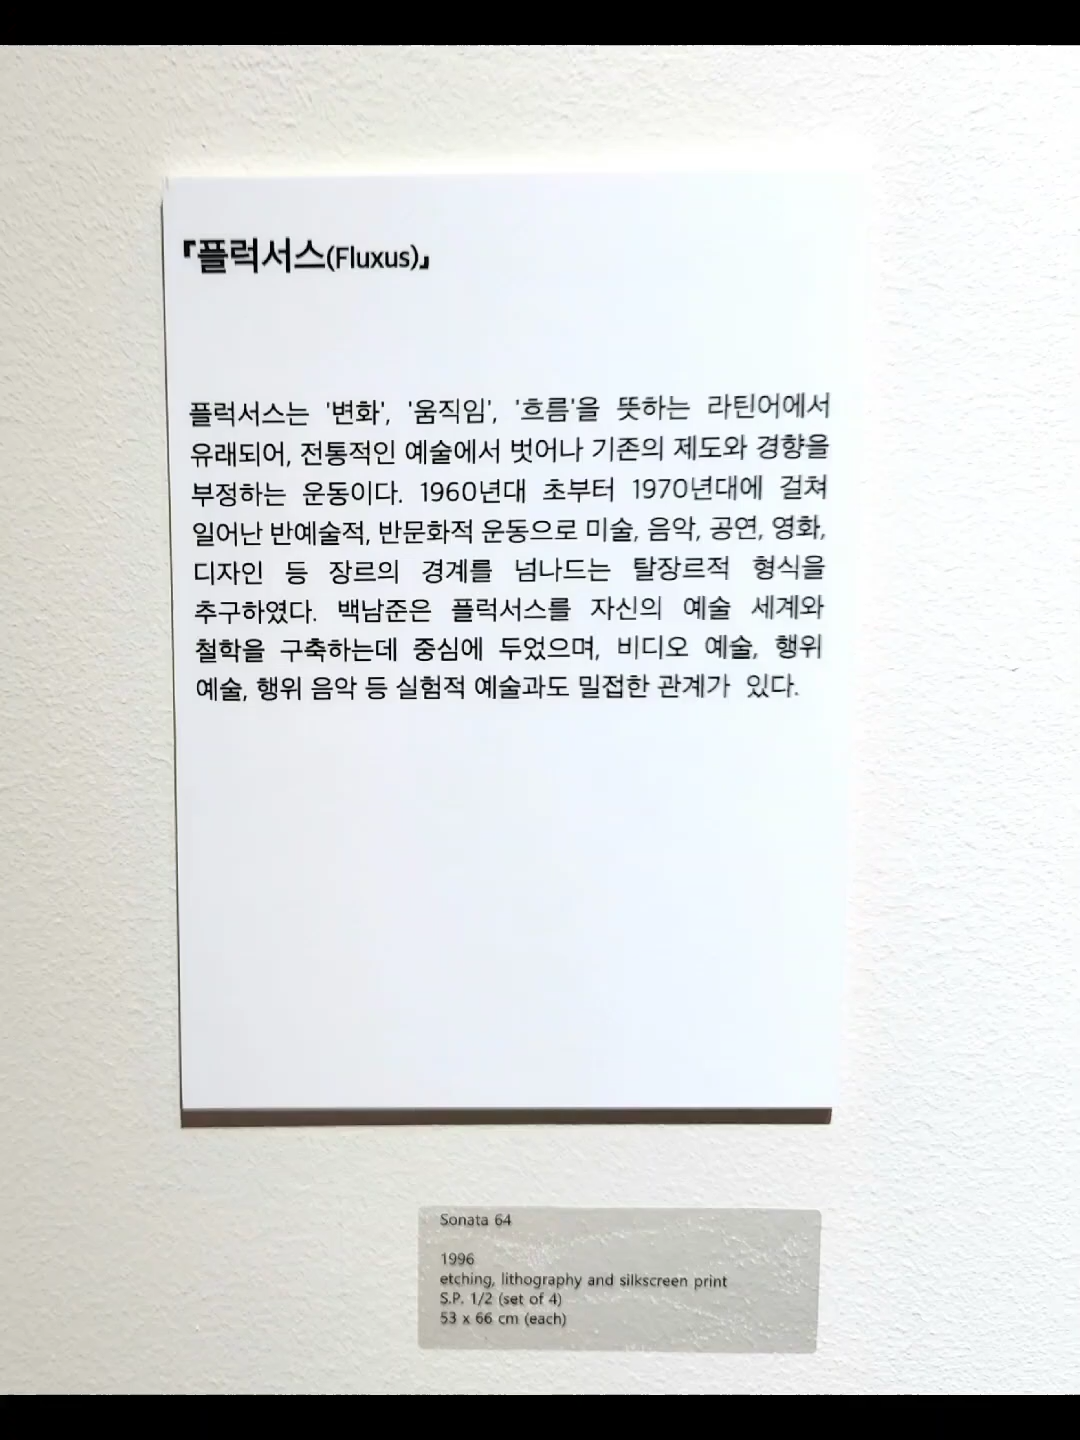 『플럭서스(Fluxus)』
플럭서스는 '변화', '움직임', '흐름'을 뜻하는 라틴어에서
유래되어, 전통적인 예술에서 벗어나 기존의 제도와 경향을
부정하는 운동이다. 1960년대 초부터 1970년대에 걸쳐
일어난 반예술적, 반문화적 운동으로 미술, 음악, 공연, 영화,
디자인 등 장르의 경계를 넘나드는 탈장르적 형식을
추구하였다. 백남준은 플럭서스를 자신의 예술 세계와
철학을 구축하는데 중심에 두었으며, 비디오 예술, 행위
예술, 행위 음악 등 실험적 예술과도 밀접한 관계가 있다.
Sonata 64
1996
etching, lithography and silkscreen print
S.P. 1/2 (set of 4)
53 x 66 cm (each)